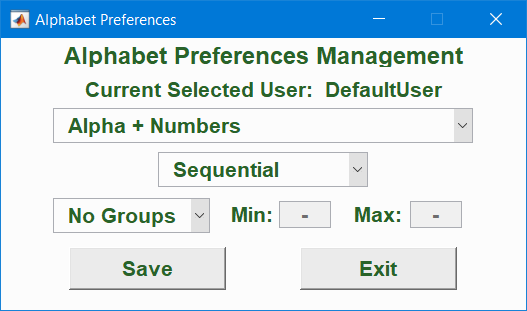 Alphabet Preferences
Alphabet Preferences Management
Current Selected User: DefaultUser
Alpha + Numbers
Sequential
No Groups Min: - Max: -
Save Exit